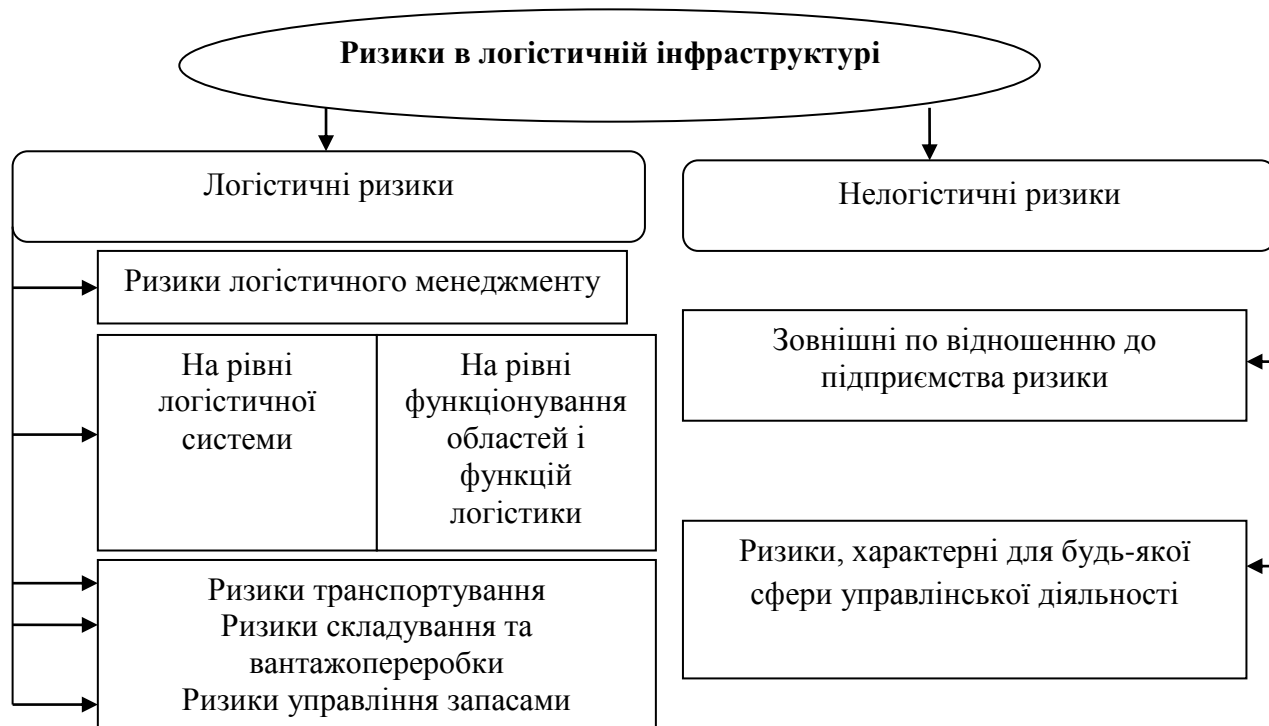 Ризики в логістичній інфраструктурі
Логістичні ризики
Нелогістичні ризики
Ризики логістичного менеджменту
На рівні
логістичної
системи
На рівні
функціонування
областей і
функцій
логістики
Ризики транспортування
Ризики складування та
вантажопереробки
Ризики управління запасами
Зовнішні по відношенню до
підприємства ризики
Ризики, характерні для будь-якої
сфери управлінської діяльності